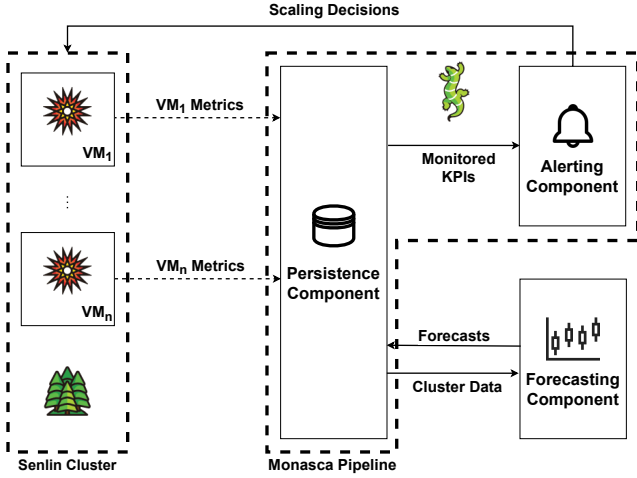 Scaling Decisions
VM1 Metrics
VM1
Monitored
KPIs
Alerting
Component
⋮
VMn Metrics
VMn
Persistence
Component
Forecasts
Cluster Data
Forecasting
Component
Senlin Cluster
Monasca Pipeline